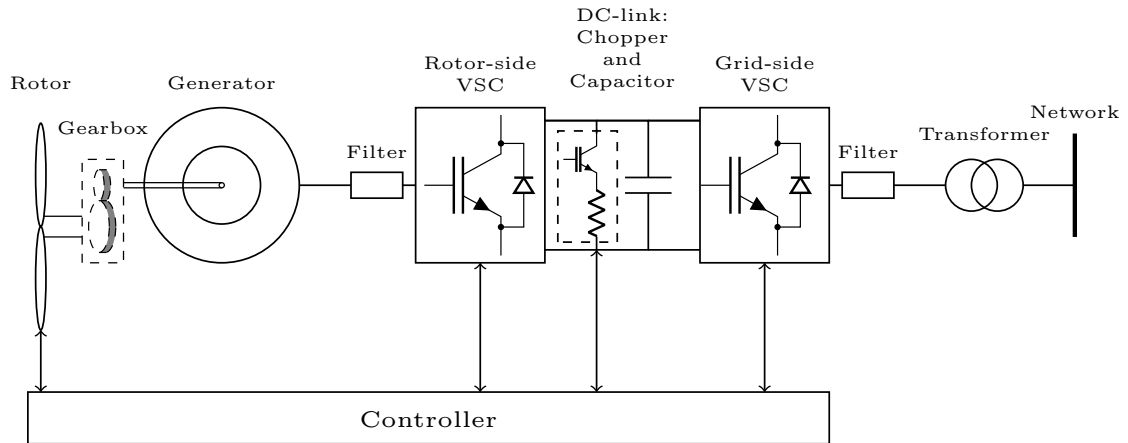 DC-link:
Chopper
and
Capacitor
Rotor-side
VSC
Grid-side
VSC
Rotor
Generator
Gearbox
Filter
Filter
Transformer
Network
Controller